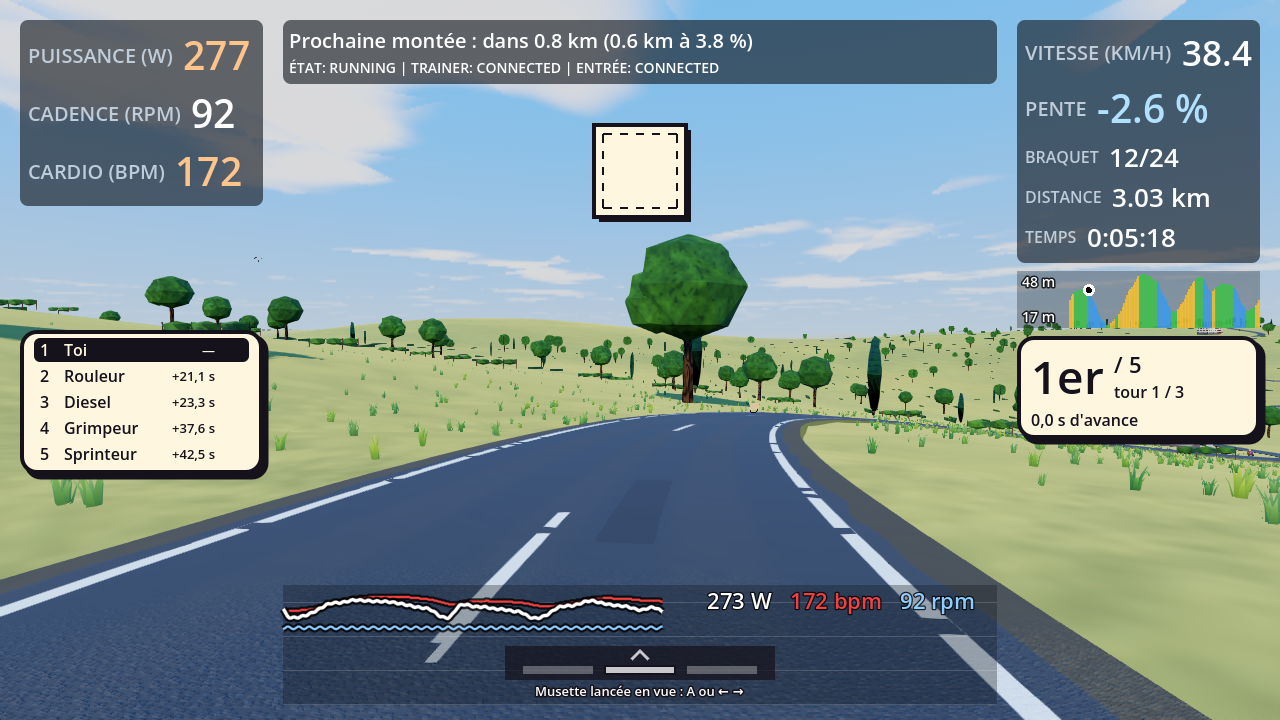 PUISSANCE (W) 277
CADENCE (RPM) 92
CARDIO (BPM) 172
Prochaine montée : dans 0.8 km (0.6 km à 3.8 %)
ÉTAT: RUNNING | TRAINER: CONNECTED | ENTRÉE: CONNECTED
VITESSE (KM/H) 38.4
PENTE -2.6 %
BRAQUET 12/24
DISTANCE 3.03 km
TEMPS 0:05:18
48 m
17 m
1 Toi —
2 Rouleur +21,1 s
3 Diesel +23,3 s
4 Grimpeur +37,6 s
5 Sprinteur +42,5 s
1er / 5
tour 1 / 3
0,0 s d'avance
273 W 172 bpm 92 rpm
Musette lancée en vue : A ou ← →